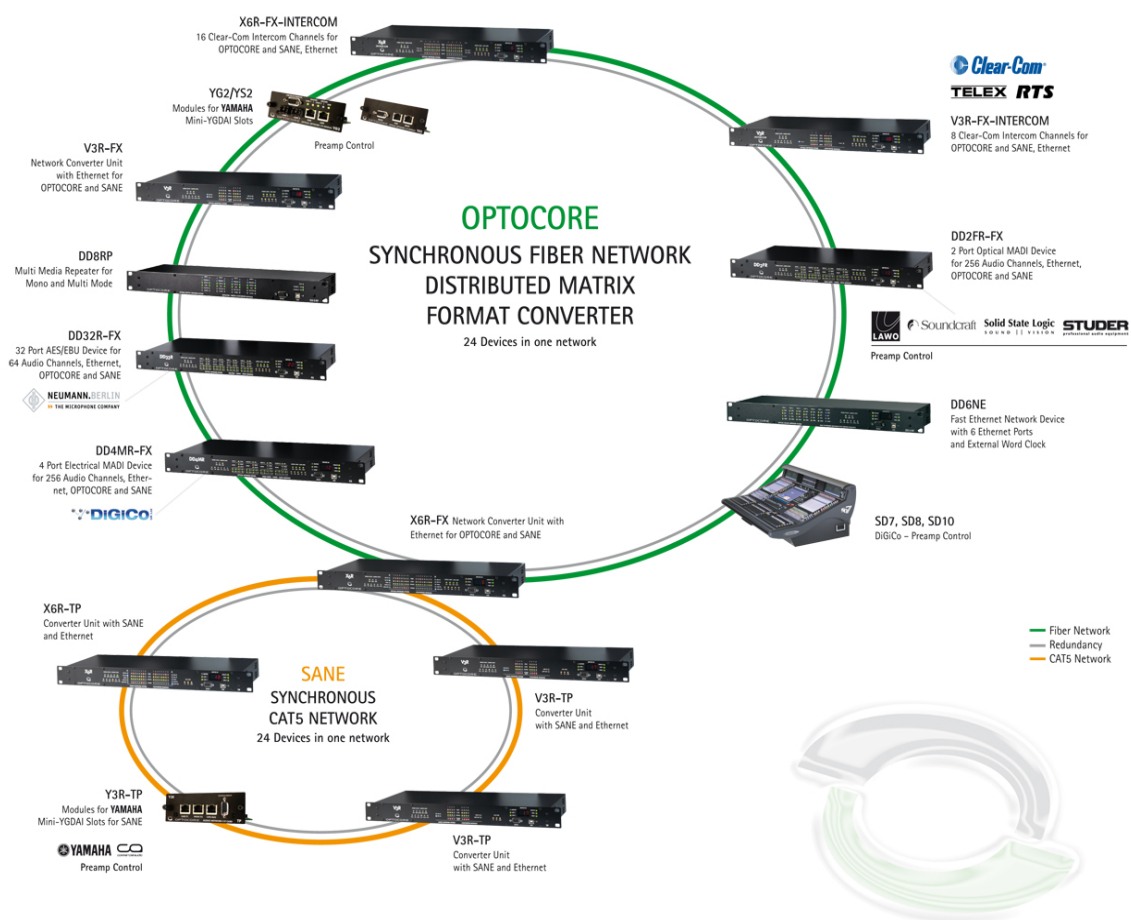 X6R-FX-INTERCOM
16 Clear-Com Intercom Channels for
OPTOCORE and SANE, Ethernet
YG2/YS2
Modules for YAMAHA
Mini-YGDAI Slots
Preamp Control
V3R-FX
Network Converter Unit
with Ethernet for
OPTOCORE and SANE
DD8RP
Multi Media Repeater for
Mono and Multi Mode
DD32R-FX
32 Port AES/EBU Device for
64 Audio Channels, Ethernet,
OPTOCORE and SANE
NEUMANN.BERLIN
THE MICROPHONE COMPANY
DD4MR-FX
4 Port Electrical MADI Device
for 256 Audio Channels, Ether-
net, OPTOCORE and SANE
DiGiCo
OPTOCORE
SYNCHRONOUS FIBER NETWORK
DISTRIBUTED MATRIX
FORMAT CONVERTER
24 Devices in one network
Clear-Com
TELEX RTS
V3R-FX-INTERCOM
8 Clear-Com Intercom Channels for
OPTOCORE and SANE, Ethernet
DD2FR-FX
2 Port Optical MADI Device
for 256 Audio Channels, Ethernet,
OPTOCORE and SANE
LAWO
Soundcraft
Solid State Logic
SOUND || VISION
STUDER
professional audio equipment
Preamp Control
DD6NE
Fast Ethernet Network Device
with 6 Ethernet Ports
and External Word Clock
SD7, SD8, SD10
DiGiCo – Preamp Control
X6R-FX Network Converter Unit with
Ethernet for OPTOCORE and SANE
X6R-TP
Converter Unit with SANE
and Ethernet
SANE
SYNCHRONOUS
CAT5 NETWORK
24 Devices in one network
V3R-TP
Converter Unit
with SANE and Ethernet
Y3R-TP
Modules for YAMAHA
Mini-YGDAI Slots for SANE
YAMAHA
Preamp Control
V3R-TP
Converter Unit
with SANE and Ethernet
Fiber Network
Redundancy
CAT5 Network